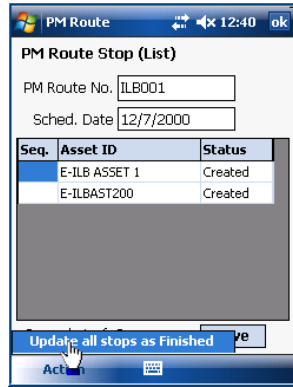 PM Route 12:40 ok
PM Route Stop (List)
PM Route No. ILB001
Sched. Date 12/7/2000
Seq. Asset ID Status
E-ILB ASSET 1 Created
E-ILBAST200 Created
Update all stops as Finished